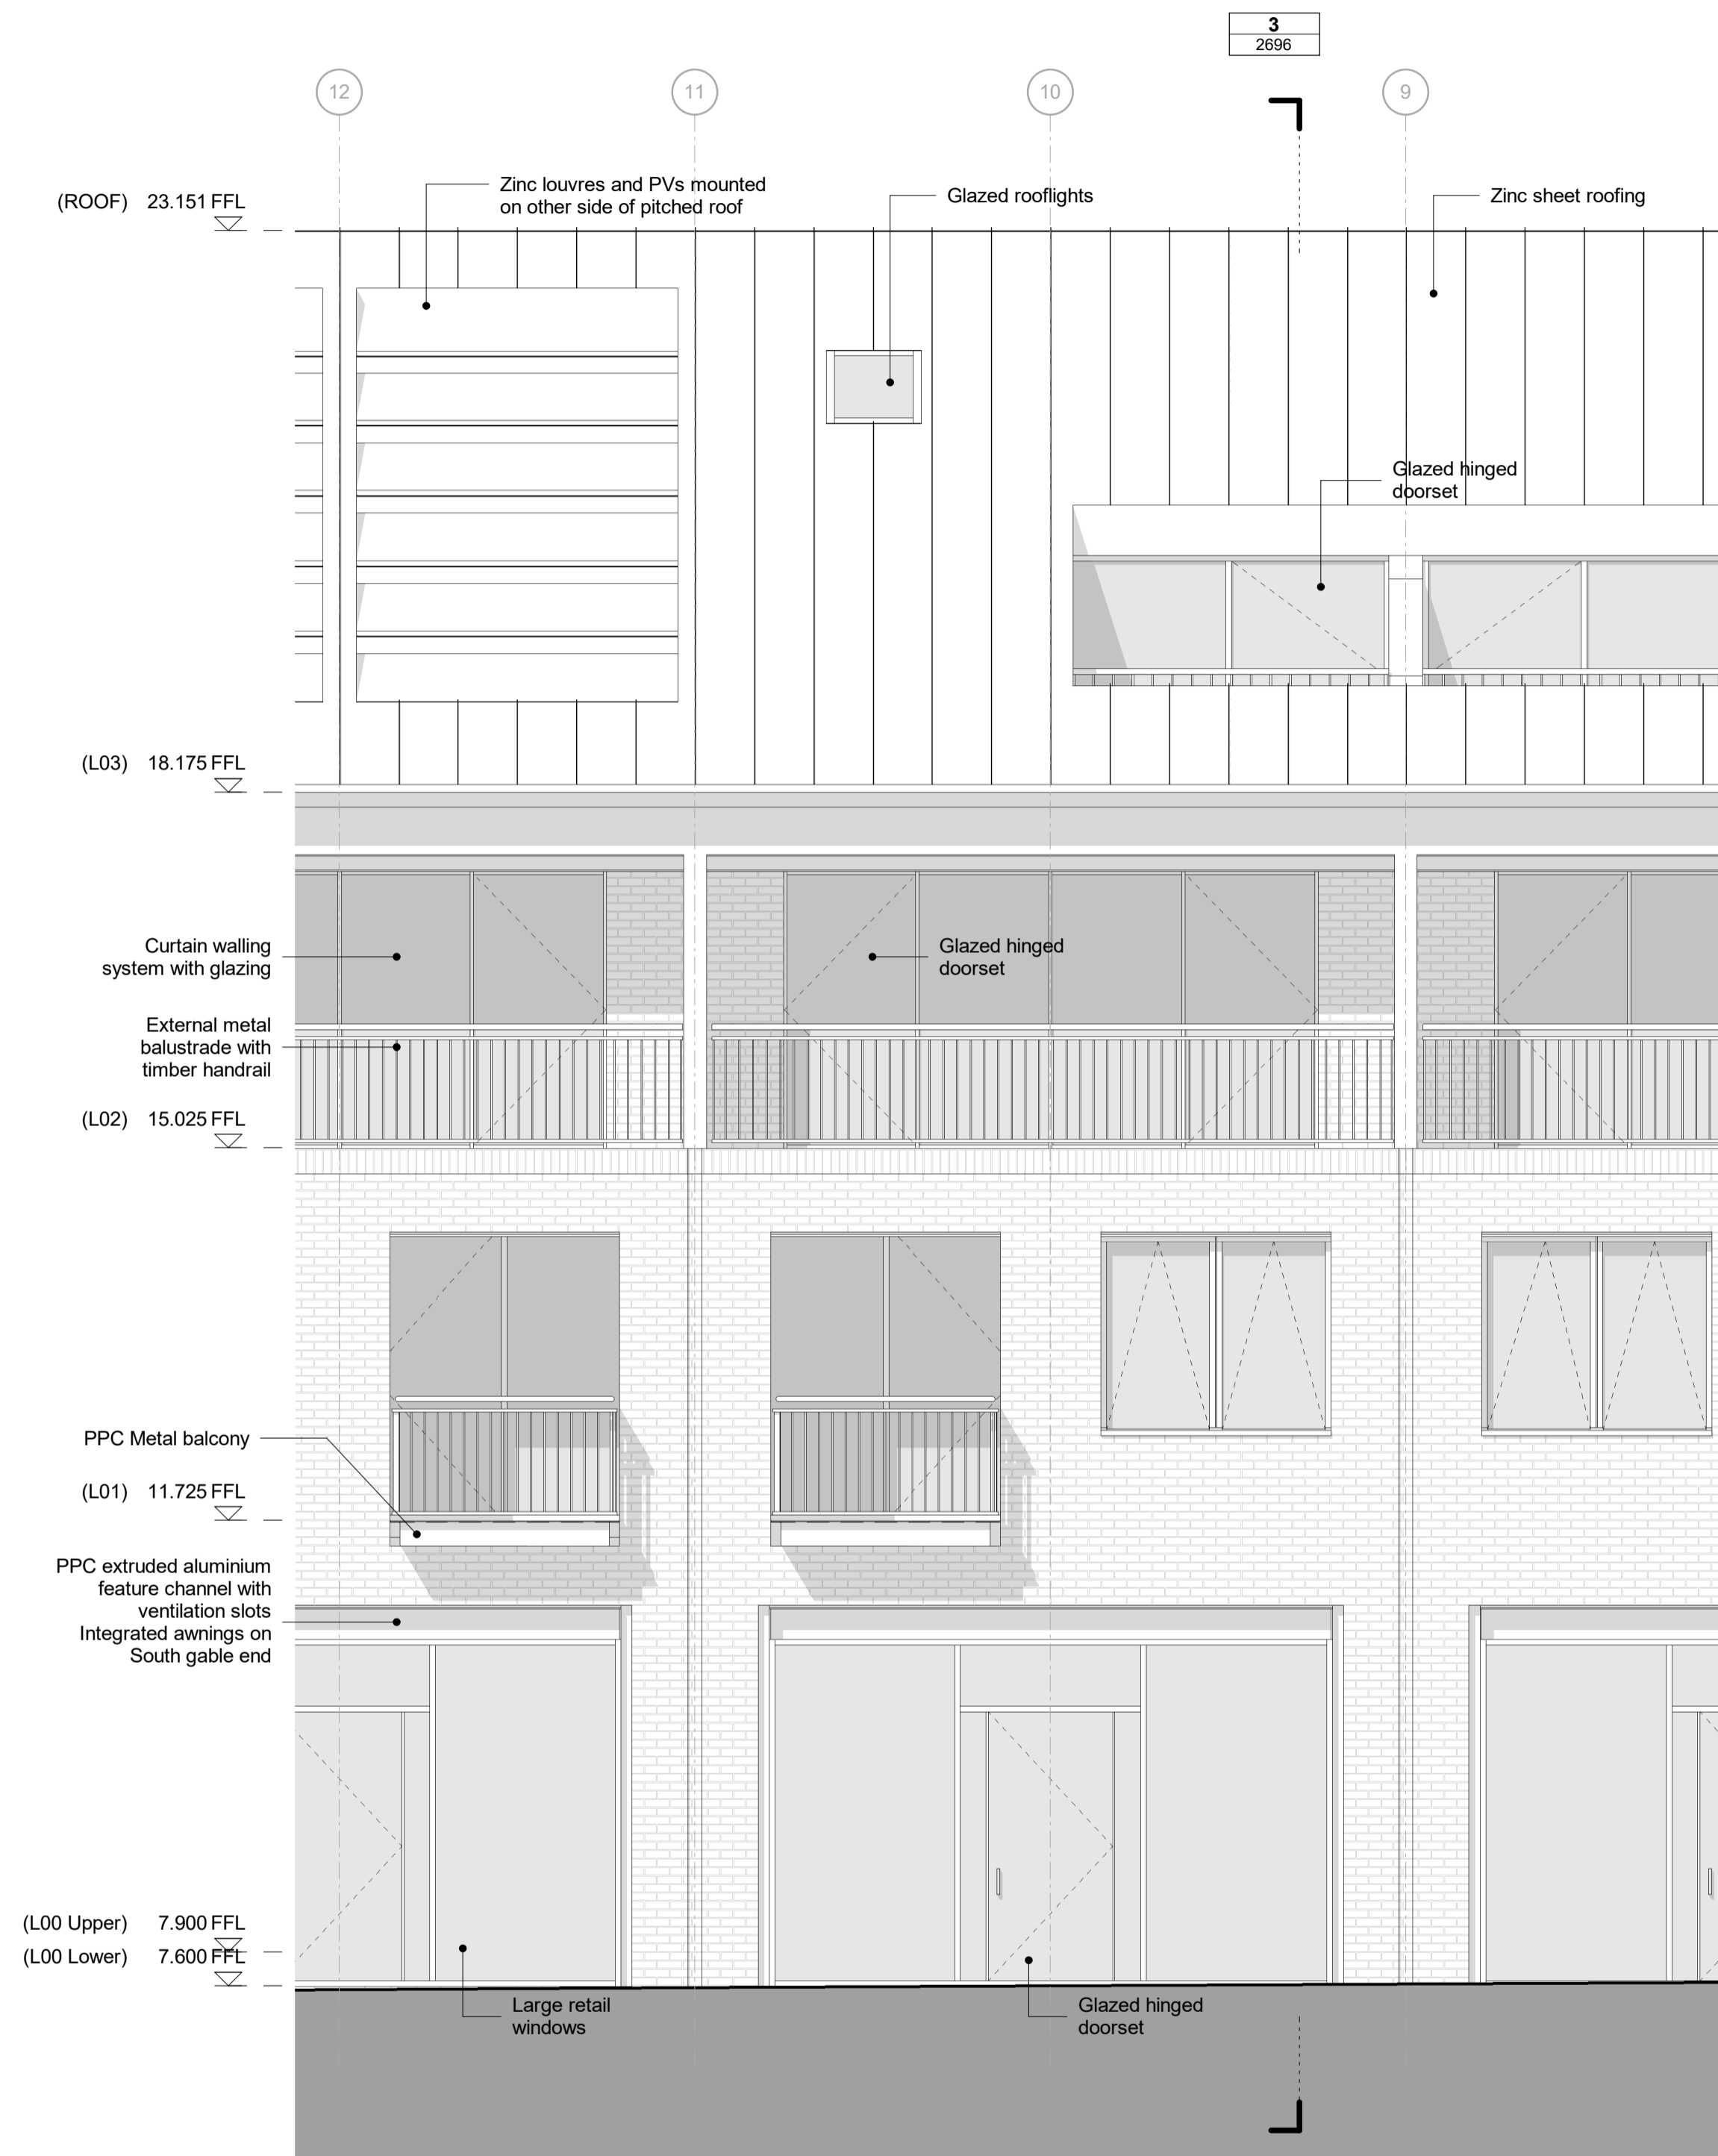 3
2696
12
11
10
9
(ROOF) 23.151 FFL
Zinc louvres and PVs mounted
on other side of pitched roof
Glazed rooflights
Zinc sheet roofing
Glazed hinged
doorset
(L03) 18.175 FFL
Curtain walling
system with glazing
Glazed hinged
doorset
External metal
balustrade with
timber handrail
(L02) 15.025 FFL
PPC Metal balcony
(L01) 11.725 FFL
PPC extruded aluminium
feature channel with
ventilation slots
Integrated awnings on
South gable end
(L00 Upper) 7.900 FFL
(L00 Lower) 7.600 FFL
Large retail
windows
Glazed hinged
doorset